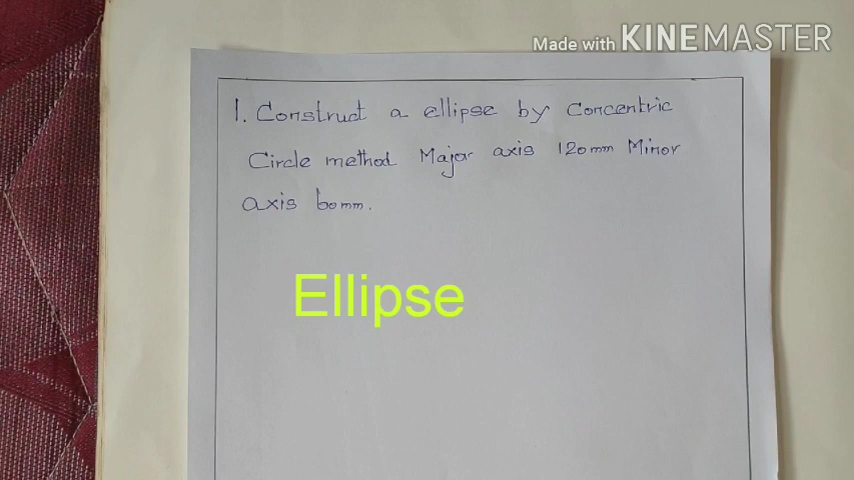 Made with KINEMASTER
1. Construct a ellipse by Concentric
Circle method Major axis 120mm Minor
axis 60mm.
Ellipse